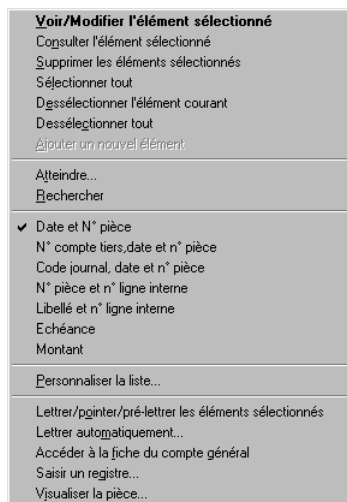 Voir/Modifier l'élément sélectionné
Consulter l'élément sélectionné
Supprimer les éléments sélectionnés
Sélectionner tout
Dessélectionner l'élément courant
Dessélectionner tout
Ajouter un nouvel élément
Atteindre...
Rechercher
Date et N° pièce
N° compte tiers,date et n° pièce
Code journal, date et n° pièce
N° pièce et n° ligne interne
Libellé et n° ligne interne
Echéance
Montant
Personnaliser la liste...
Lettrer/pointer/pré-lettrer les éléments sélectionnés
Lettrer automatiquement...
Accéder à la fiche du compte général
Saisir un registre...
Visualiser la pièce...